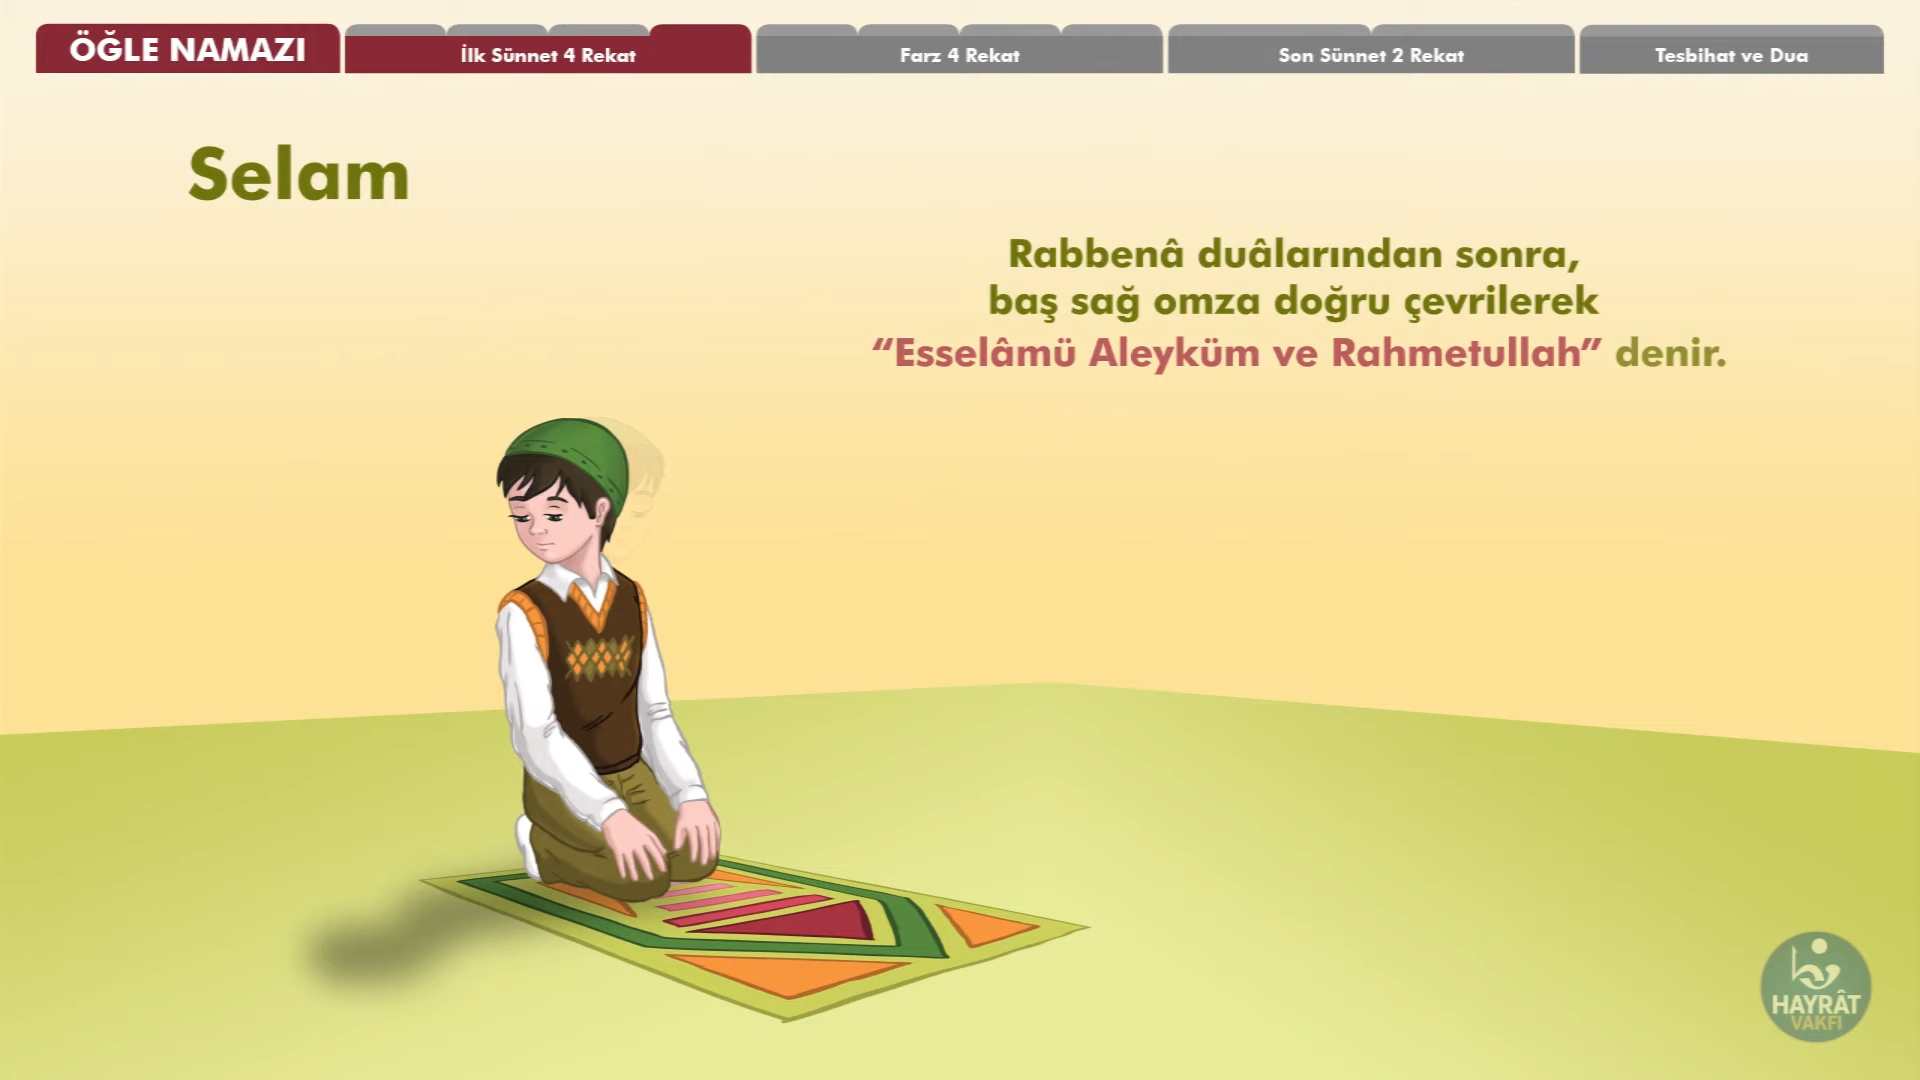 ÖĞLE NAMAZI
İlk Sünnet 4 Rekat
Farz 4 Rekat
Son Sünnet 2 Rekat
Tesbihat ve Dua
Selam
Rabbenâ duâlarından sonra,
baş sağ omza doğru çevrilerek
“Esselâmü Aleyküm ve Rahmetullah” denir.
HAYRÂT
VAKFI